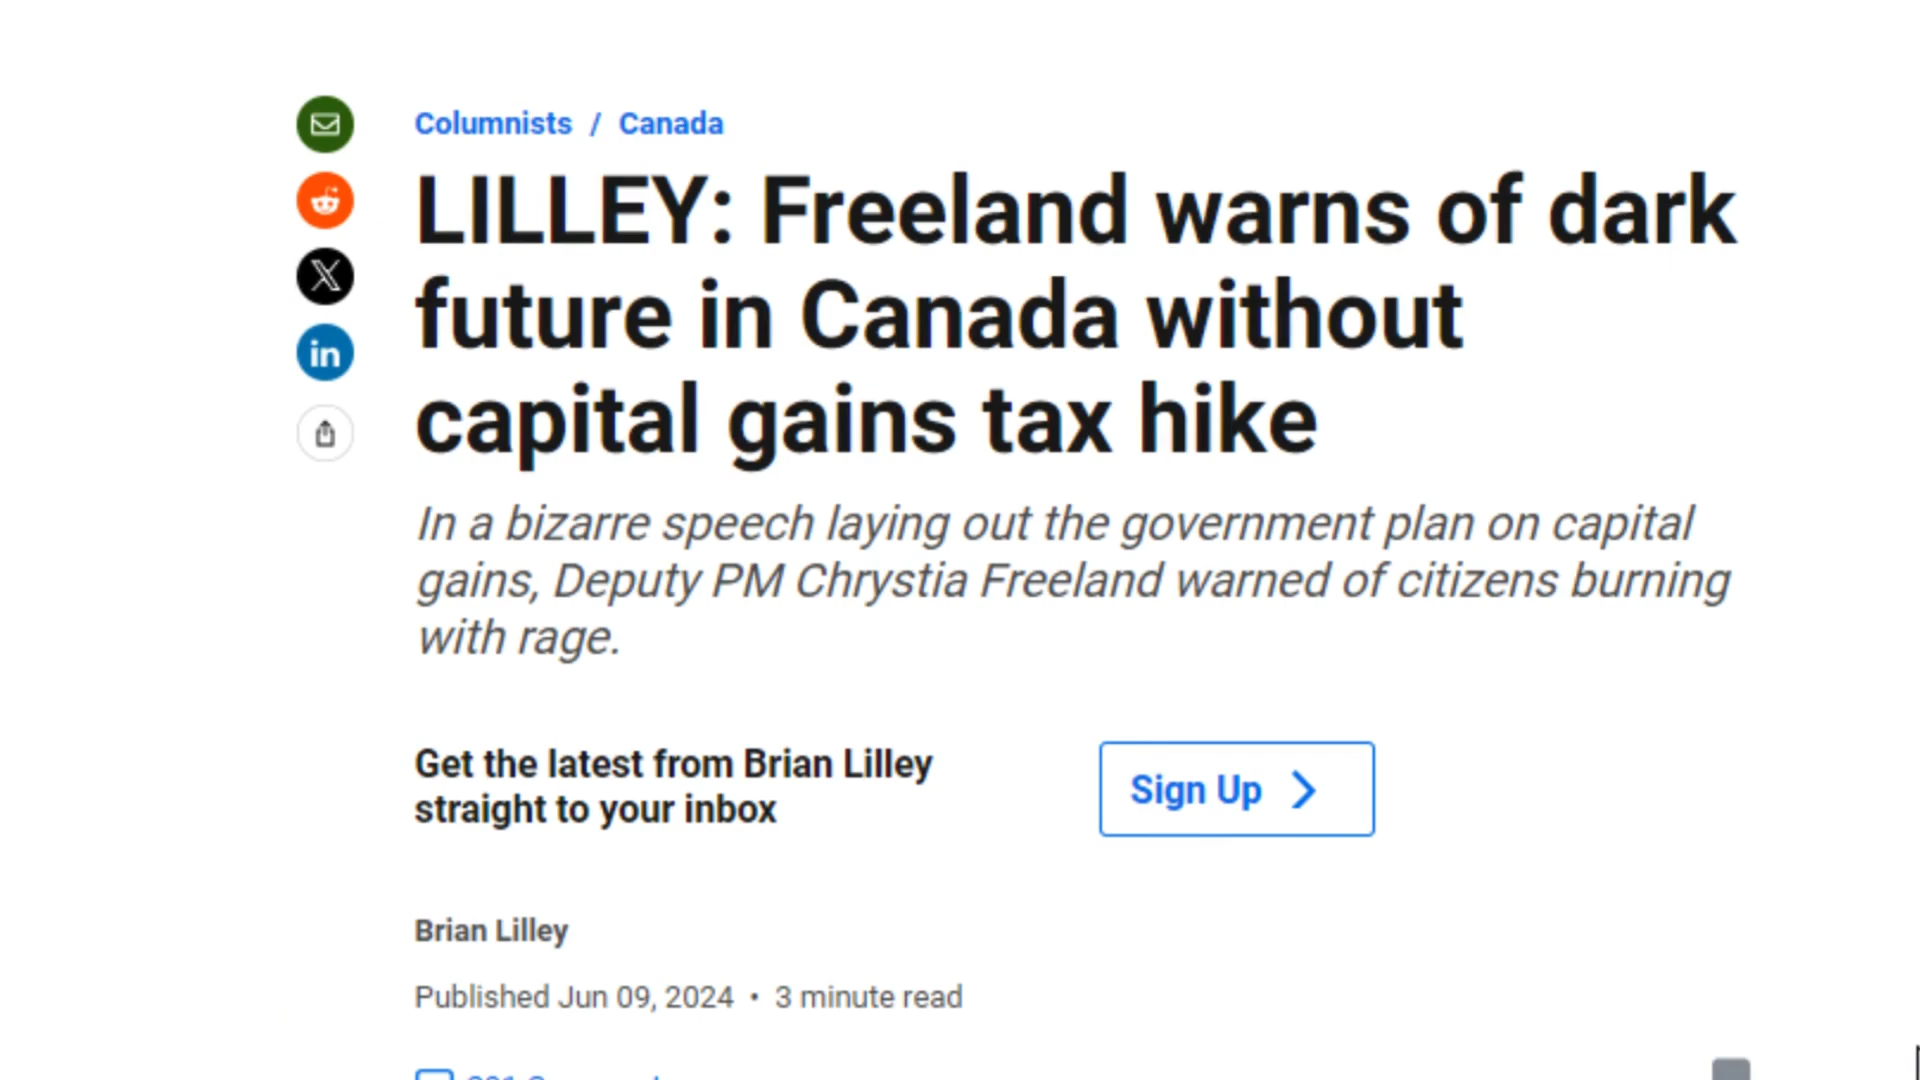 Columnists / Canada
LILLEY: Freeland warns of dark
future in Canada without
capital gains tax hike
In a bizarre speech laying out the government plan on capital
gains, Deputy PM Chrystia Freeland warned of citizens burning
with rage.
Get the latest from Brian Lilley
straight to your inbox
Sign Up
Brian Lilley
Published Jun 09, 2024 • 3 minute read